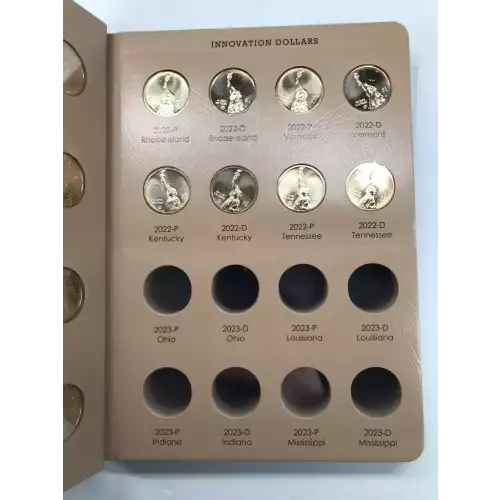 INNOVATION DOLLARS
2022-P 2022-D 2022-P 2022-D
Rhode Island Rhode Island Vermont Vermont
2022-P 2022-D 2022-P 2022-D
Kentucky Kentucky Tennessee Tennessee
2023-P 2023-D 2023-P 2023-D
Ohio Ohio Louisiana Louisiana
2023-P 2023-D 2023-P 2023-D
Indiana Indiana Mississippi Mississippi